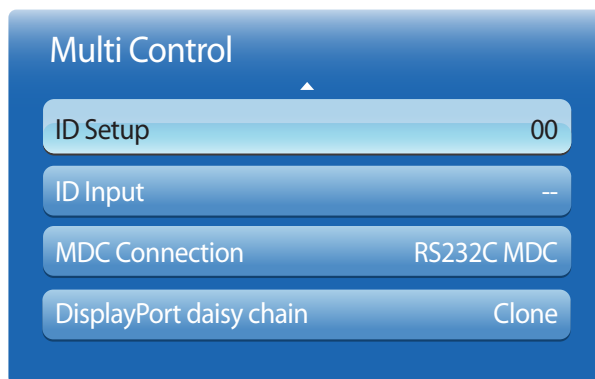 Multi Control
ID Setup 00
ID Input --
MDC Connection RS232C MDC
DisplayPort daisy chain Clone